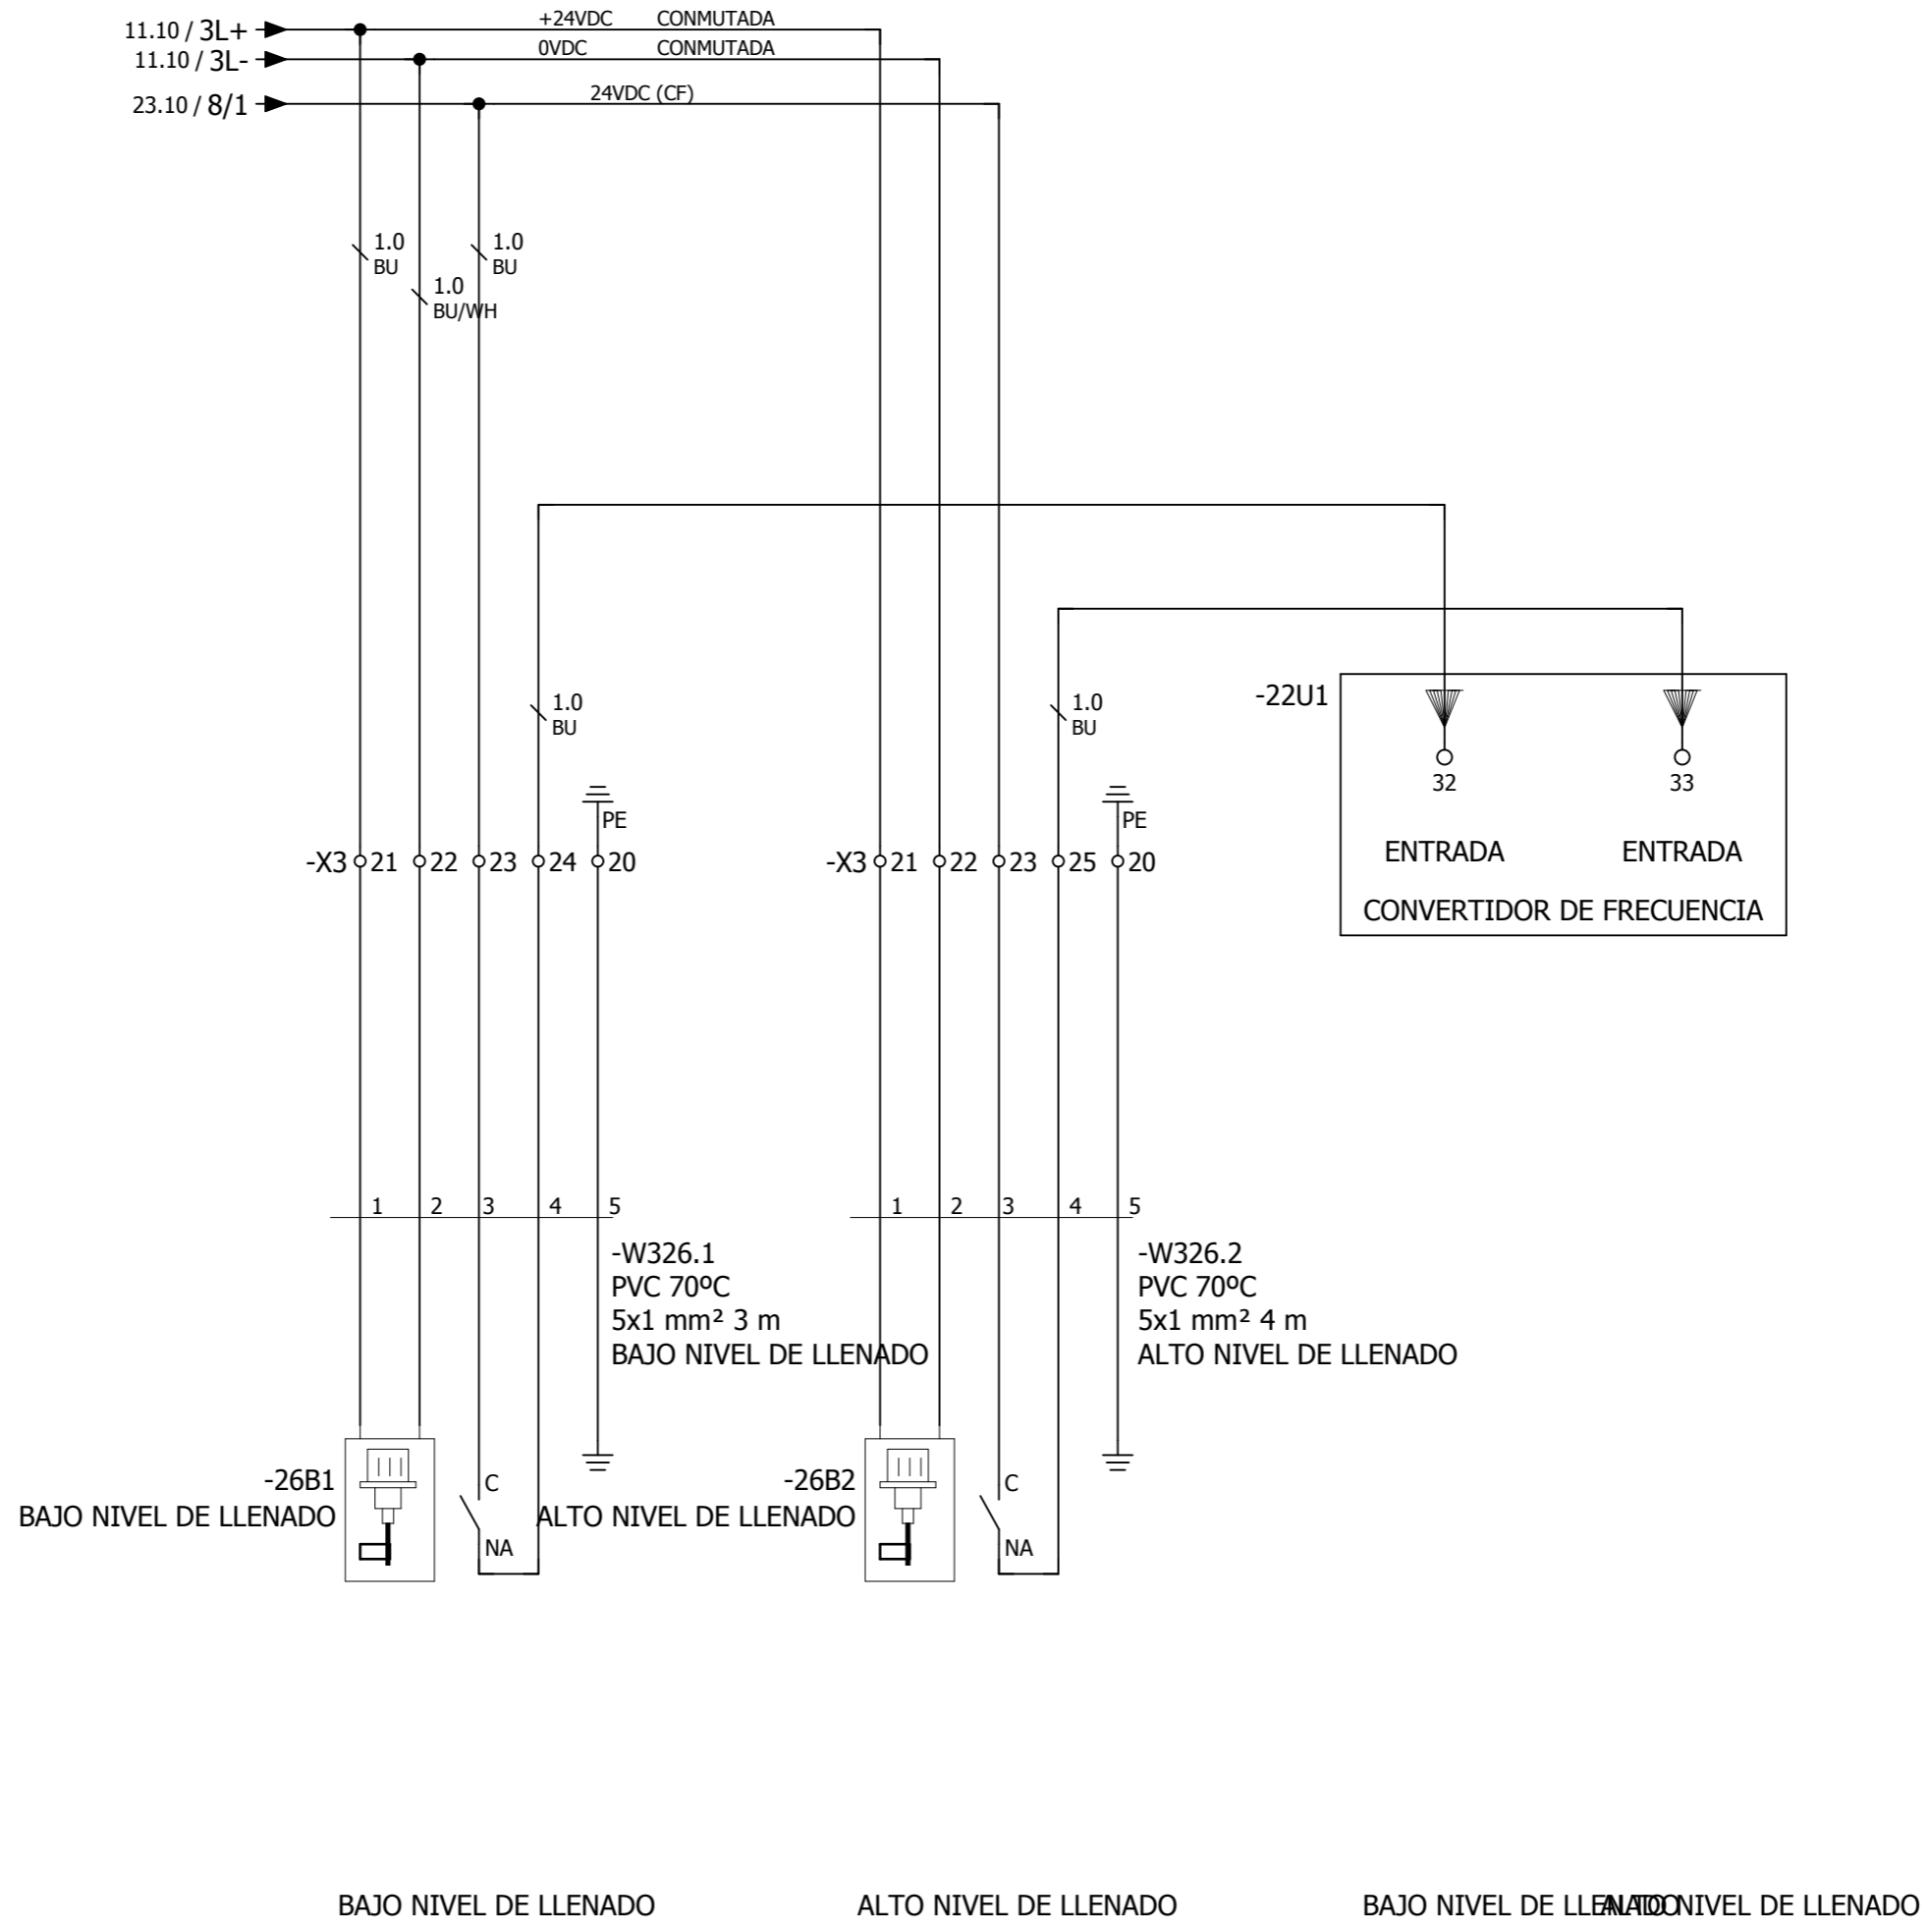 11.10 / 3L+ +24VDC CONMUTADA
11.10 / 3L- 0VDC CONMUTADA
23.10 / 8/1 24VDC (CF)
1.0 1.0
BU BU
1.0
BU/WH
1.0 1.0
BU BU
-22U1
32 33
PE PE
-X3 21 22 23 24 20 -X3 21 22 23 25 20
ENTRADA ENTRADA
CONVERTIDOR DE FRECUENCIA
1 2 3 4 5 1 2 3 4 5
-W326.1 -W326.2
PVC 70ºC PVC 70ºC
5x1 mm² 3 m 5x1 mm² 4 m
BAJO NIVEL DE LLENADO ALTO NIVEL DE LLENADO
-26B1 C -26B2 C
BAJO NIVEL DE LLENADO ALTO NIVEL DE LLENADO
NA NA
BAJO NIVEL DE LLENADO ALTO NIVEL DE LLENADO BAJO NIVEL DE LLENADO ALTO NIVEL DE LLENADO